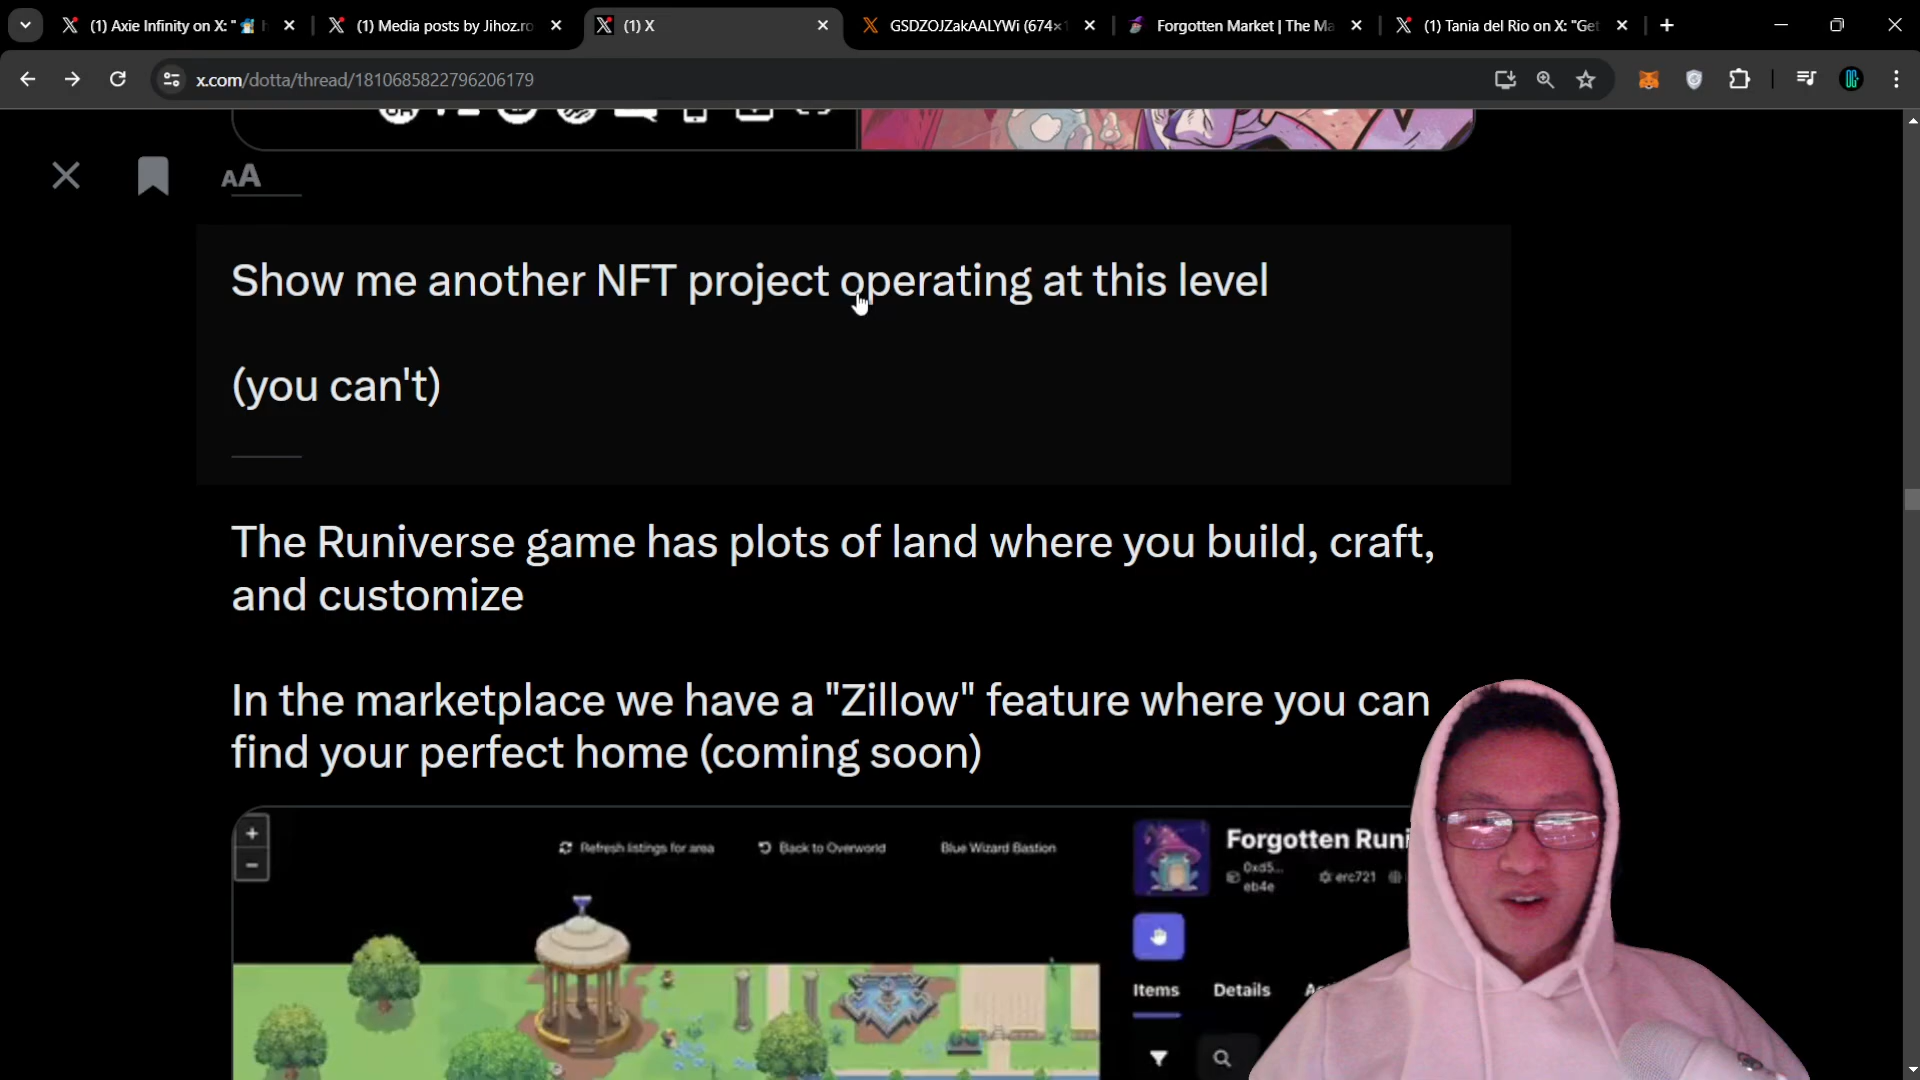 (1) Axie Infinity on X: "
(1) Media posts by Jihoz.ro
(1) X
GSDZOJZakAALYWi (674×1
Forgotten Market | The Ma
(1) Tania del Rio on X: "Get
x.com/dotta/thread/1810685822796206179
AA
Show me another NFT project operating at this level
(you can't)
The Runiverse game has plots of land where you build, craft,
and customize
In the marketplace we have a "Zillow" feature where you can
find your perfect home (coming soon)
+
−
Refresh listings for area
Back to Overworld
Blue Wizard Bastion
Forgotten Runi
0xd5...
eb4e
erc721
Items
Details
A